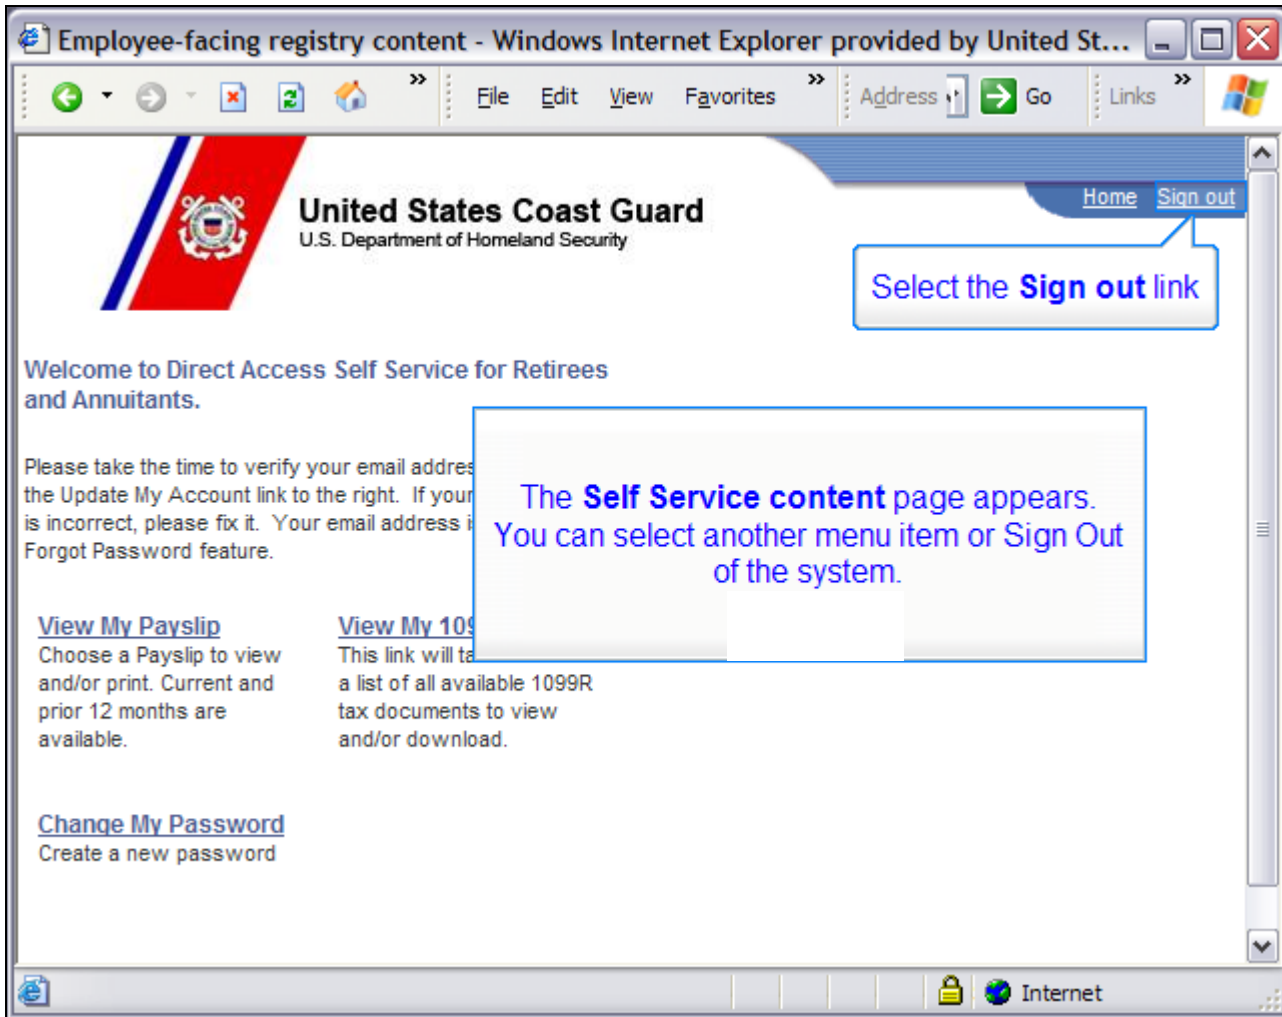 Employee-facing registry content - Windows Internet Explorer provided by United St...
» File Edit View Favorites » Address Go Links »
Home Sign out
United States Coast Guard
U.S. Department of Homeland Security
Select the Sign out link
Welcome to Direct Access Self Service for Retirees
and Annuitants.
Please take the time to verify your email addres
the Update My Account link to the right. If your
is incorrect, please fix it. Your email address i
Forgot Password feature.
The Self Service content page appears.
You can select another menu item or Sign Out
of the system.
View My Payslip
Choose a Payslip to view
and/or print. Current and
prior 12 months are
available.
View My 109
This link will ta
a list of all available 1099R
tax documents to view
and/or download.
Change My Password
Create a new password
Internet